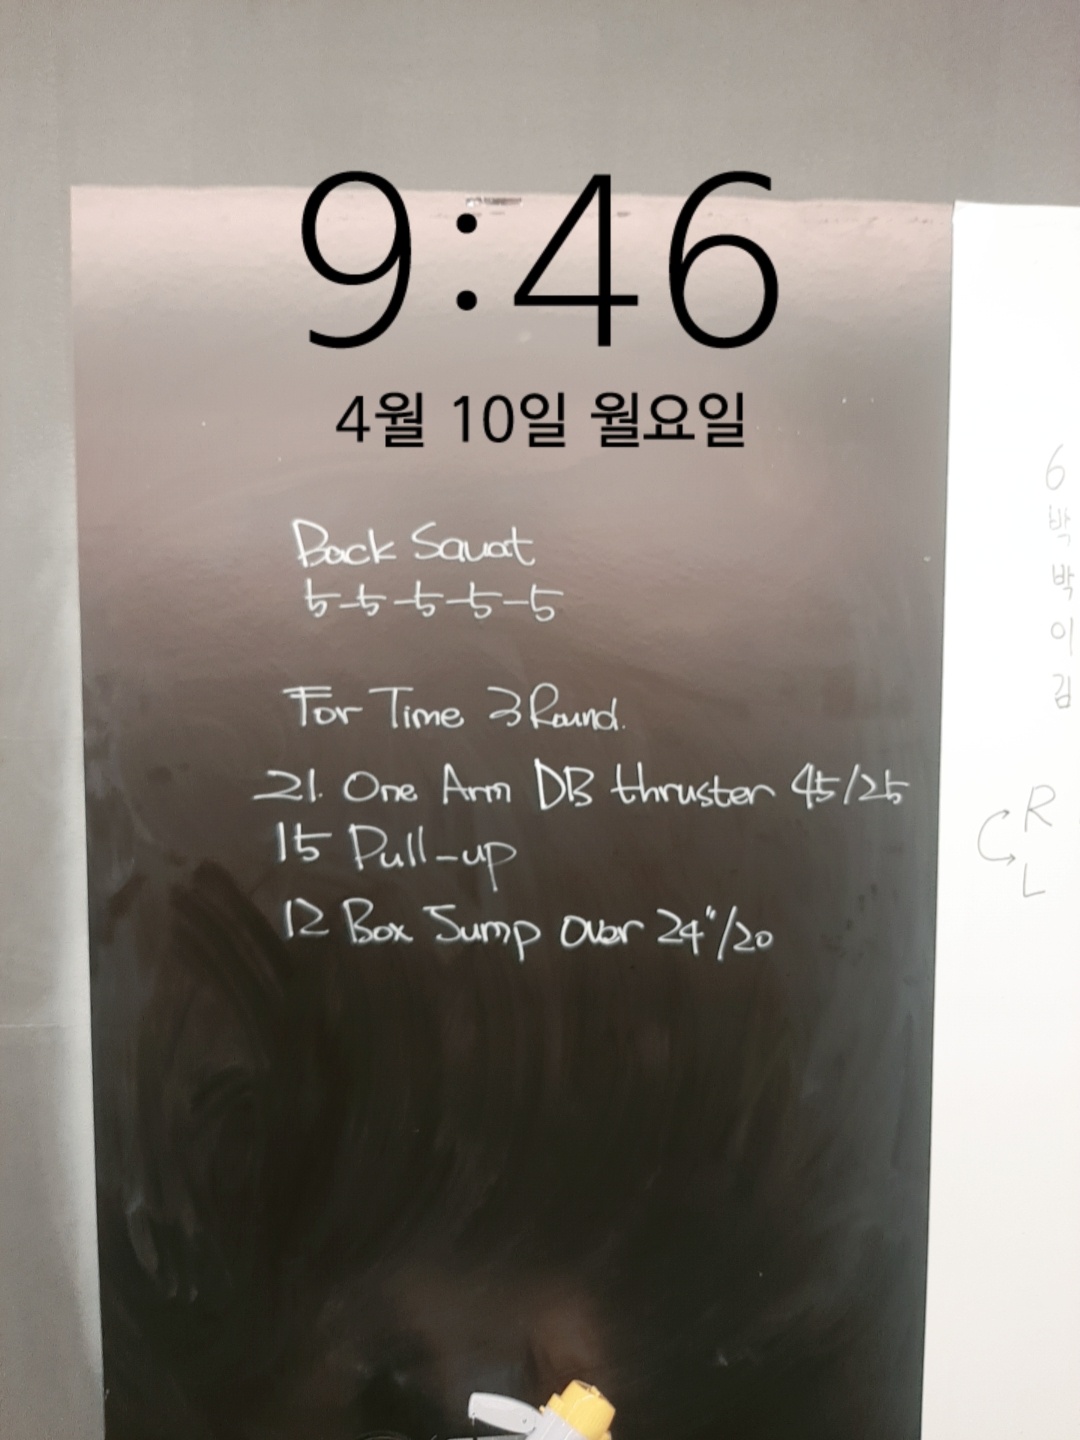 9:46
4월 10일 월요일
Back Squat
5-5-5-5-5
For Time 3 Round.
21. One Arm DB thruster 45/25
15 Pull-up
12 Box Jump Over 24"/20
6
박
박
이
김
R
L